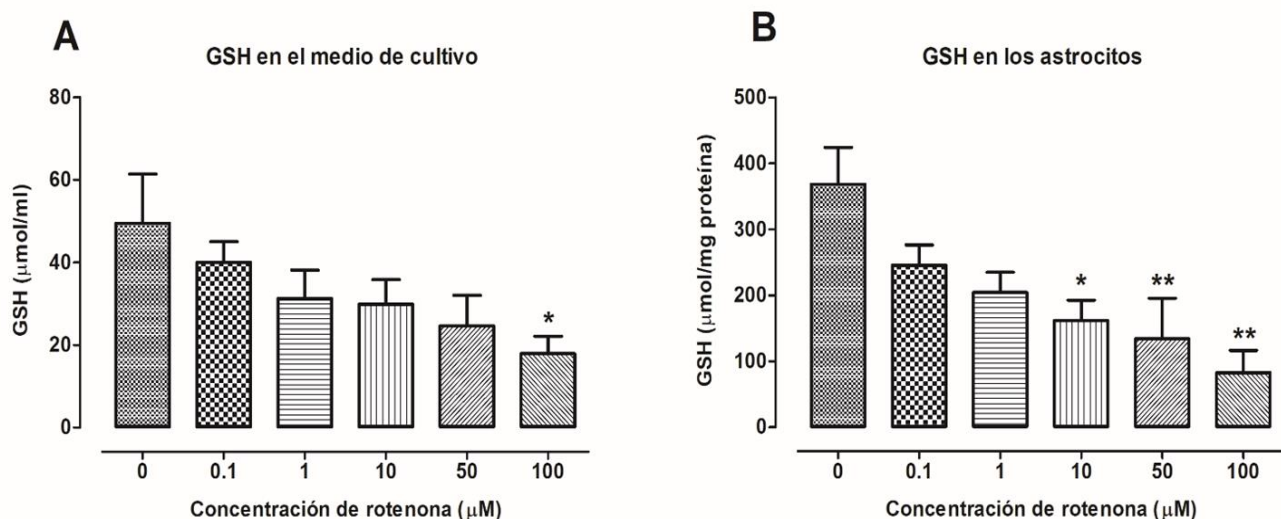 A
GSH en el medio de cultivo
80
60
40
20
0
GSH (μmol/ml)
*
0 0.1 1 10 50 100
Concentración de rotenona (μM)
B
GSH en los astrocitos
500
400
300
200
100
0
GSH (μmol/mg proteína)
* ** **
0 0.1 1 10 50 100
Concentración de rotenona (μM)